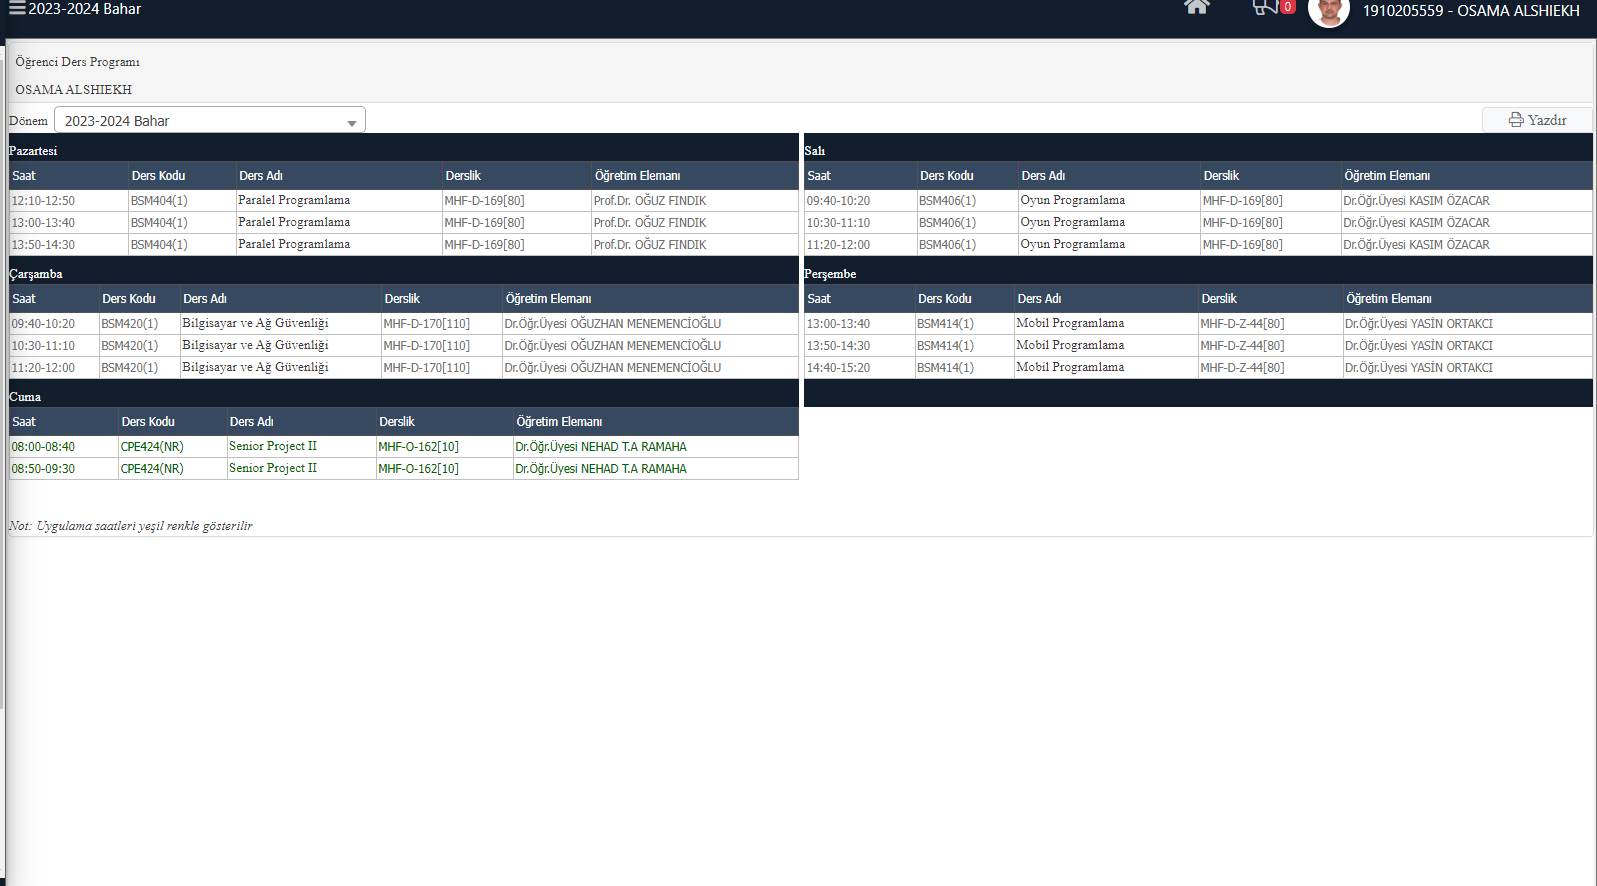 2023-2024 Bahar
0
1910205559 - OSAMA ALSHIEKH
Öğrenci Ders Programı
OSAMA ALSHIEKH
Dönem 2023-2024 Bahar
Yazdır
Pazartesi
Saat Ders Kodu Ders Adı Derslik Öğretim Elemanı
12:10-12:50 BSM404(1) Paralel Programlama MHF-D-169[80] Prof.Dr. OĞUZ FINDIK
13:00-13:40 BSM404(1) Paralel Programlama MHF-D-169[80] Prof.Dr. OĞUZ FINDIK
13:50-14:30 BSM404(1) Paralel Programlama MHF-D-169[80] Prof.Dr. OĞUZ FINDIK
Salı
Saat Ders Kodu Ders Adı Derslik Öğretim Elemanı
09:40-10:20 BSM406(1) Oyun Programlama MHF-D-169[80] Dr.Öğr.Üyesi KASIM ÖZACAR
10:30-11:10 BSM406(1) Oyun Programlama MHF-D-169[80] Dr.Öğr.Üyesi KASIM ÖZACAR
11:20-12:00 BSM406(1) Oyun Programlama MHF-D-169[80] Dr.Öğr.Üyesi KASIM ÖZACAR
Çarşamba
Saat Ders Kodu Ders Adı Derslik Öğretim Elemanı
09:40-10:20 BSM420(1) Bilgisayar ve Ağ Güvenliği MHF-D-170[110] Dr.Öğr.Üyesi OĞUZHAN MENEMENCİOĞLU
10:30-11:10 BSM420(1) Bilgisayar ve Ağ Güvenliği MHF-D-170[110] Dr.Öğr.Üyesi OĞUZHAN MENEMENCİOĞLU
11:20-12:00 BSM420(1) Bilgisayar ve Ağ Güvenliği MHF-D-170[110] Dr.Öğr.Üyesi OĞUZHAN MENEMENCİOĞLU
Perşembe
Saat Ders Kodu Ders Adı Derslik Öğretim Elemanı
13:00-13:40 BSM414(1) Mobil Programlama MHF-D-Z-44[80] Dr.Öğr.Üyesi YASİN ORTAKCI
13:50-14:30 BSM414(1) Mobil Programlama MHF-D-Z-44[80] Dr.Öğr.Üyesi YASİN ORTAKCI
14:40-15:20 BSM414(1) Mobil Programlama MHF-D-Z-44[80] Dr.Öğr.Üyesi YASİN ORTAKCI
Cuma
Saat Ders Kodu Ders Adı Derslik Öğretim Elemanı
08:00-08:40 CPE424(NR) Senior Project II MHF-O-162[10] Dr.Öğr.Üyesi NEHAD T.A RAMAHA
08:50-09:30 CPE424(NR) Senior Project II MHF-O-162[10] Dr.Öğr.Üyesi NEHAD T.A RAMAHA
Not: Uygulama saatleri yeşil renkle gösterilir